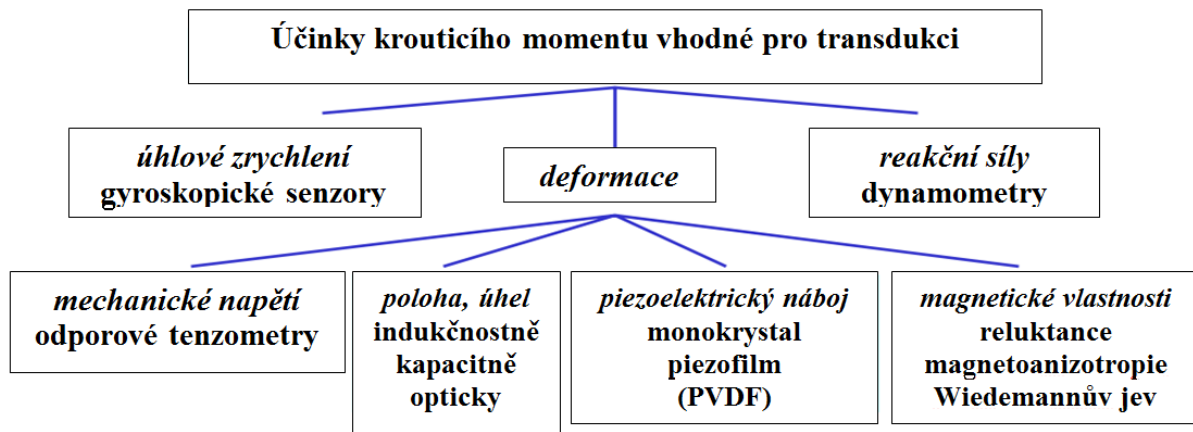 Účinky krouticího momentu vhodné pro transdukci
úhlové zrychlení
gyroskopické senzory
deformace
reakční síly
dynamometry
mechanické napětí
odporové tenzometry
poloha, úhel
indukčnostně
kapacitně
opticky
piezoelektrický náboj
monokrystal
piezofilm
(PVDF)
magnetické vlastnosti
reluktance
magnetoanizotropie
Wiedemannův jev